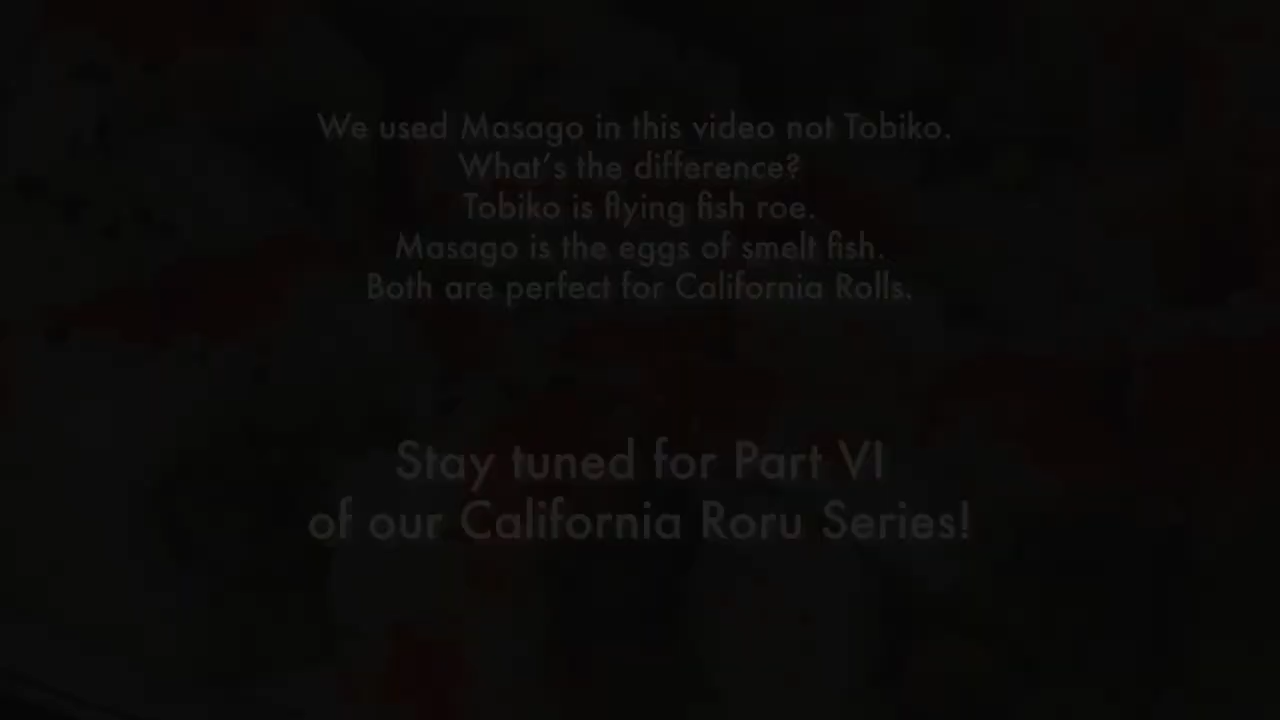 We used Masago in this video not Tobiko.
What's the difference?
Tobiko is flying fish roe.
Masago is the eggs of smelt fish.
Both are perfect for California Rolls.
Stay tuned for Part VI
of our California Roru Series!